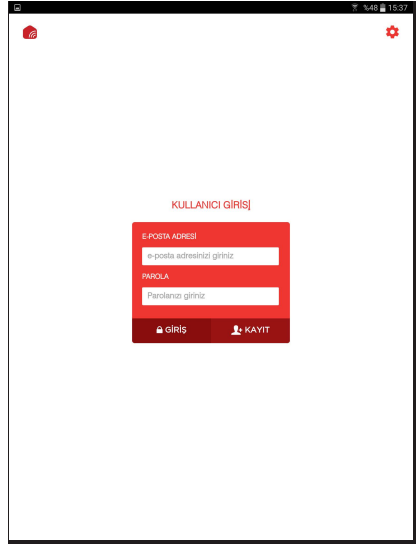 %48 15:37
KULLANICI GİRİŞİ
E-POSTA ADRESİ
e-posta adresinizi giriniz
PAROLA
Parolanızı giriniz
GİRİŞ KAYIT